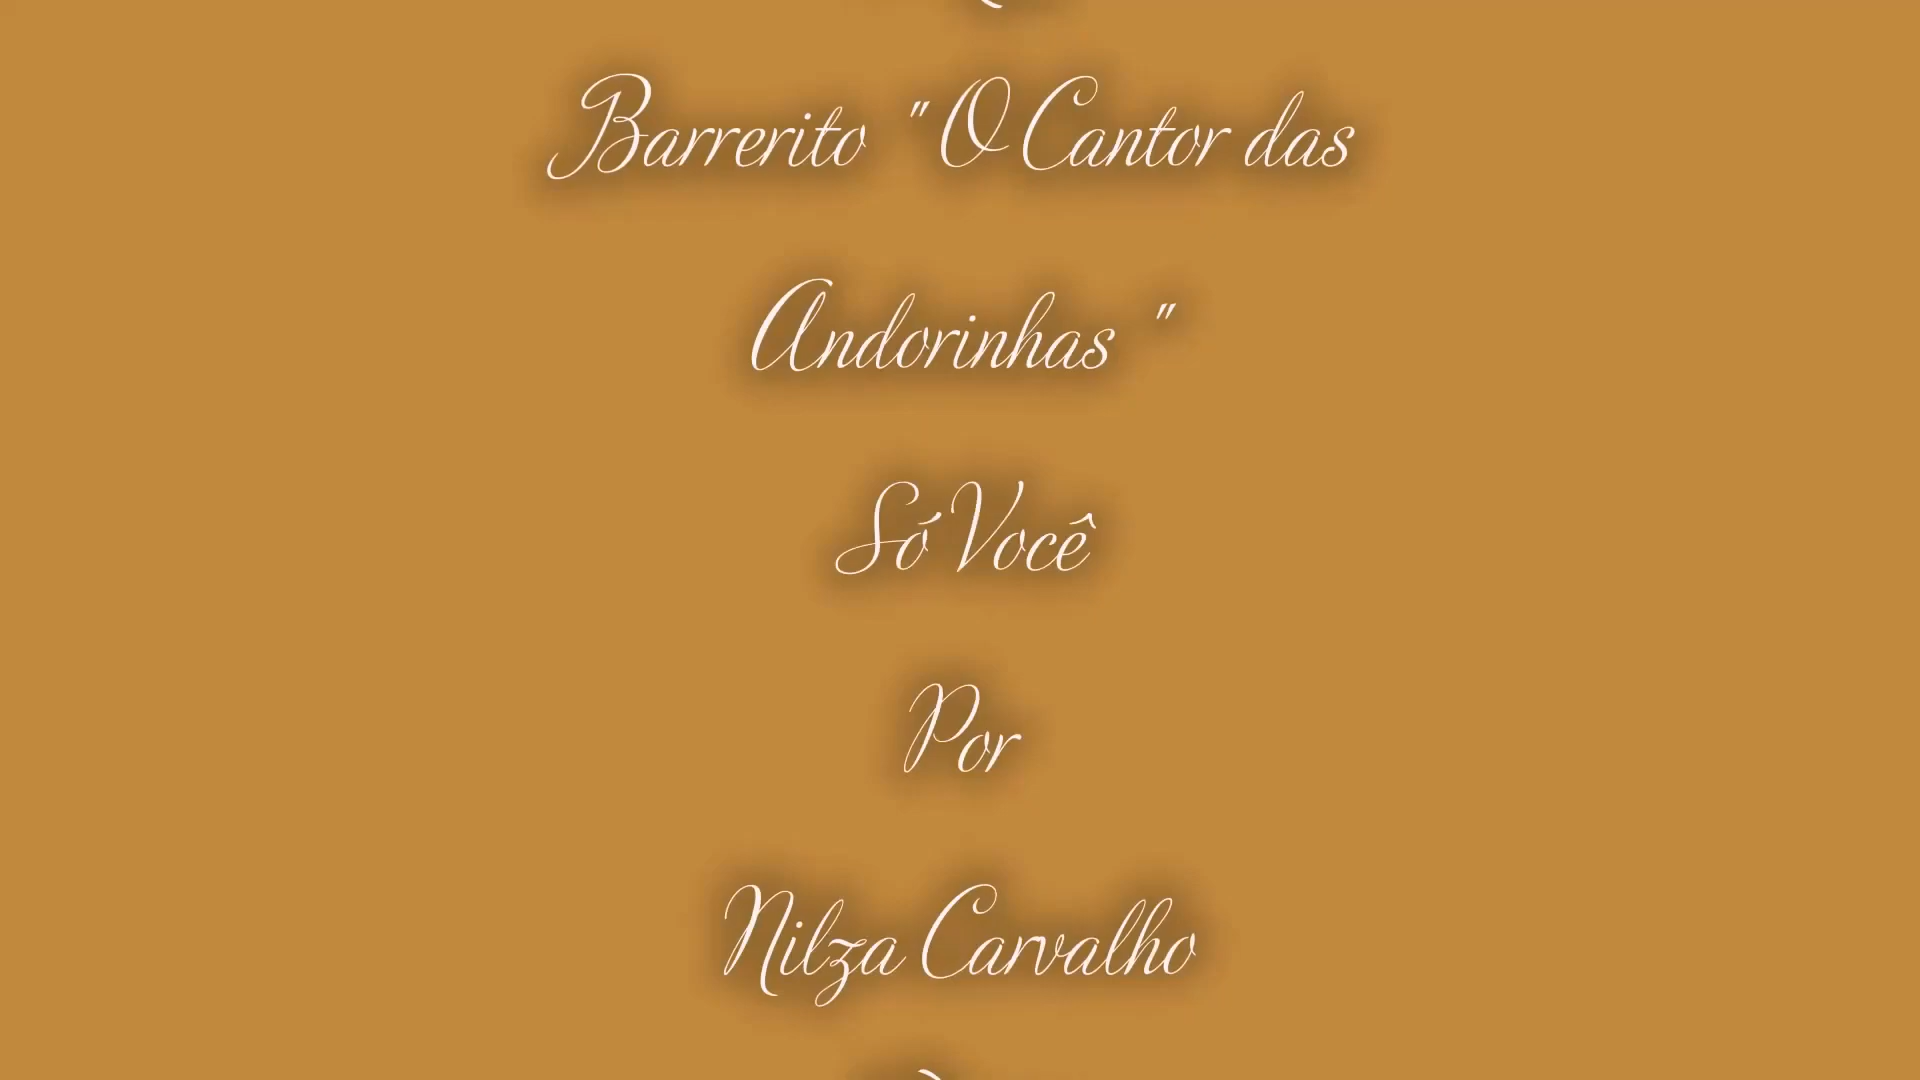 Barrerito " O Cantor das
Andorinhas "
Só Você
Por
Nilza Carvalho